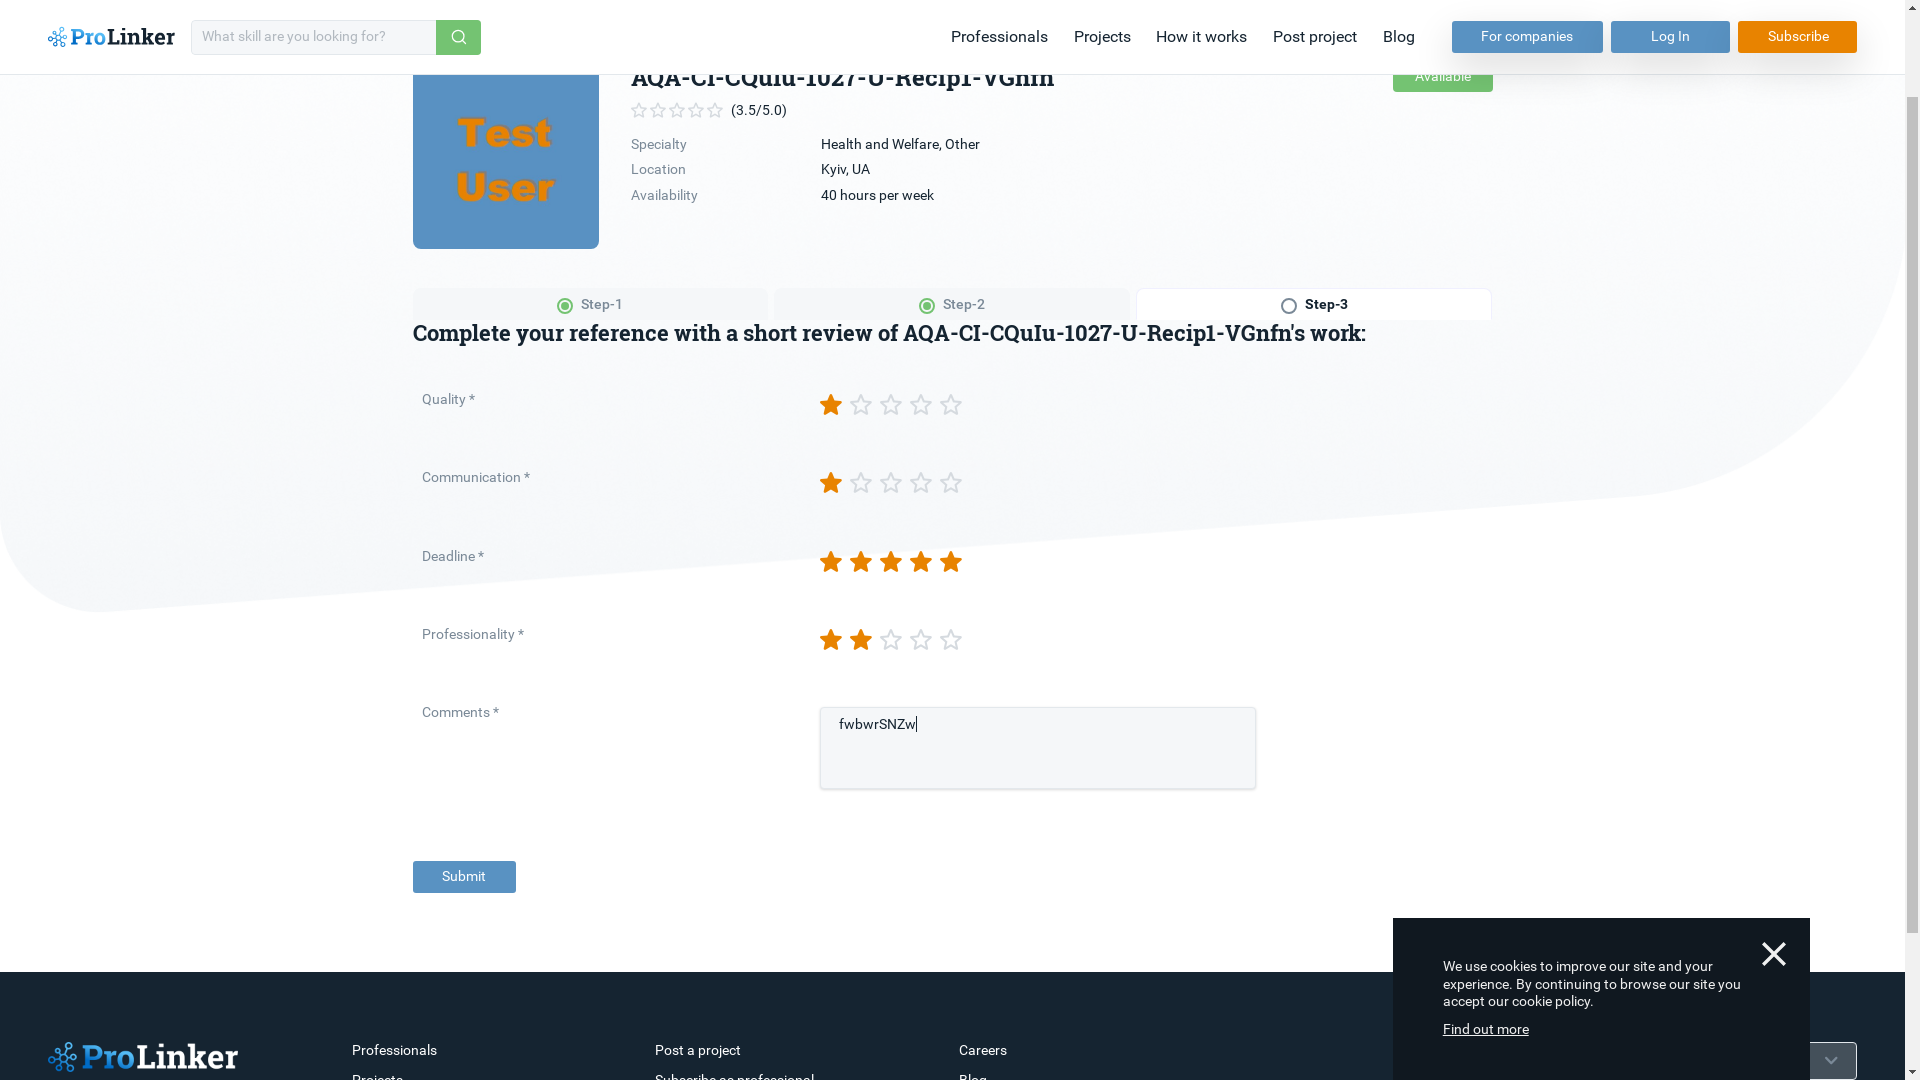 ProLinker
What skill are you looking for?
Professionals
Projects
How it works
Post project
Blog
For companies
Log In
Subscribe
AQA-CI-CQuIu-1027-U-Recip1-VGnfn
Available
Test
User
(3.5/5.0)
Specialty Health and Welfare, Other
Location Kyiv, UA
Availability 40 hours per week
Step-1
Step-2
Step-3
Complete your reference with a short review of AQA-CI-CQuIu-1027-U-Recip1-VGnfn's work:
Quality *
Communication *
Deadline *
Professionality *
Comments *
fwbwrSNZw
Submit
We use cookies to improve our site and your
experience. By continuing to browse our site you
accept our cookie policy.
Find out more
ProLinker
Professionals
Post a project
Careers
Projects
Subscribe as professional
Blog